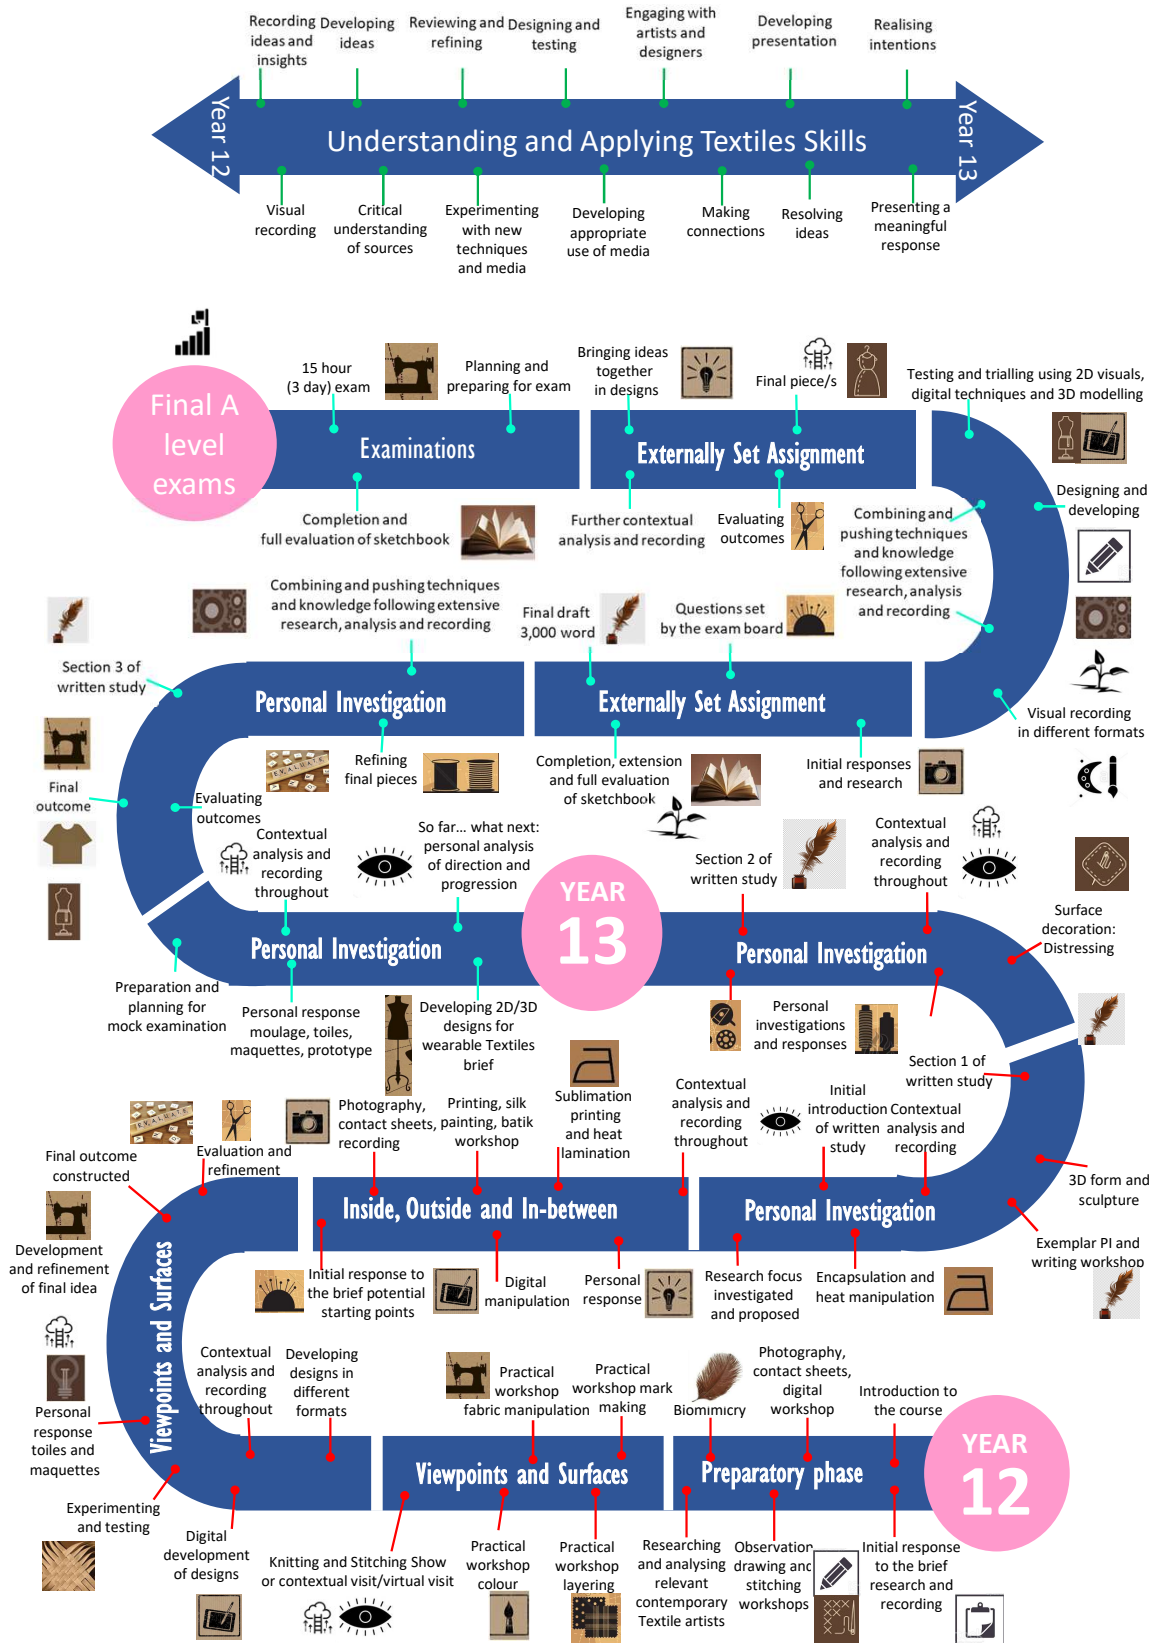 Recording
ideas and
insights
Developing
ideas
Reviewing and
refining
Designing and
testing
Engaging with
artists and
designers
Developing
presentation
Realising
intentions
Year 12
Understanding and Applying Textiles Skills
Year 13
Visual
recording
Critical
understanding
of sources
Experimenting
with new
techniques
and media
Developing
appropriate
use of media
Making
connections
Resolving
ideas
Presenting a
meaningful
response
Final A
level
exams
15 hour
(3 day) exam
Planning and
preparing for exam
Bringing ideas
together
in designs
Final piece/s
Testing and trialling using 2D visuals,
digital techniques and 3D modelling
Examinations
Externally Set Assignment
Completion and
full evaluation of sketchbook
Further contextual
analysis and recording
Evaluating
outcomes
Combining and
pushing techniques
and knowledge
following extensive
research, analysis
and recording
Designing and
developing
Combining and pushing techniques
and knowledge following extensive
research, analysis and recording
Final draft
3,000 word
Questions set
by the exam board
Section 3 of
written study
Personal Investigation
Externally Set Assignment
Visual recording
in different formats
Refining
final pieces
Completion, extension
and full evaluation
of sketchbook
Initial responses
and research
EVALUATE
Final
outcome
Evaluating
outcomes
Contextual
analysis and
recording
throughout
So far... what next:
personal analysis
of direction and
progression
YEAR
13
Section 2 of
written study
Contextual
analysis and
recording
throughout
Surface
decoration:
Distressing
Personal Investigation
Personal Investigation
Preparation and
planning for
mock examination
Personal response
moulage, toiles,
maquettes, prototype
Developing 2D/3D
designs for
wearable Textiles
brief
Personal
investigations
and responses
Section 1 of
written study
EVALUATE
Evaluation and
refinement
Photography,
contact sheets,
recording
Printing, silk
painting, batik
workshop
Sublimation
printing
and heat
lamination
Contextual
analysis and
recording
throughout
Initial
introduction
of written
study
Contextual
analysis and
recording
Final outcome
constructed
Inside, Outside and In-between
Personal Investigation
3D form and
sculpture
Exemplar PI and
writing workshop
Development
and refinement
of final idea
Initial response to
the brief potential
starting points
Digital
manipulation
Personal
response
Research focus
investigated
and proposed
Encapsulation and
heat manipulation
Viewpoints and Surfaces
Contextual
analysis and
recording
throughout
Developing
designs in
different
formats
Practical
workshop
fabric manipulation
Practical
workshop mark
making
Biomimicry
Photography,
contact sheets,
digital
workshop
Introduction to
the course
Personal
response
toiles and
maquettes
Viewpoints and Surfaces
Preparatory phase
YEAR
12
Experimenting
and testing
Digital
development
of designs
Knitting and Stitching Show
or contextual visit/virtual visit
Practical
workshop
colour
Practical
workshop
layering
Researching
and analysing
relevant
contemporary
Textile artists
Observation
drawing and
stitching
workshops
Initial response
to the brief
research and
recording